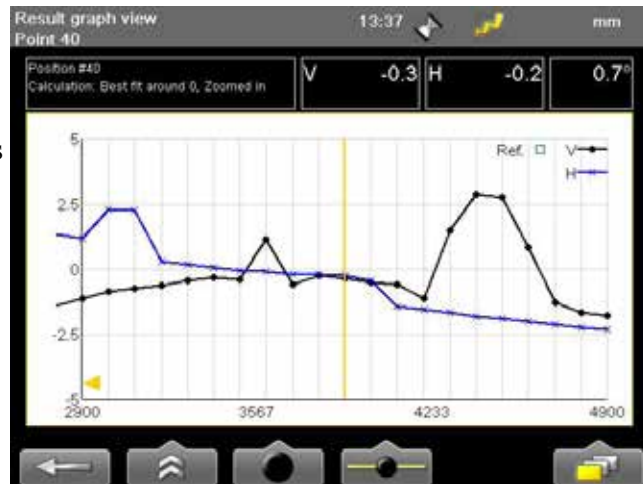 Result graph view
13:37
mm
Point 40
Position #40
Calculation: Best fit around 0, Zoomed in
V -0.3
H -0.2
0.7°
s
5
Ref. V
H
2.5
0
-2.5
-5
2900 3567 4233 4900